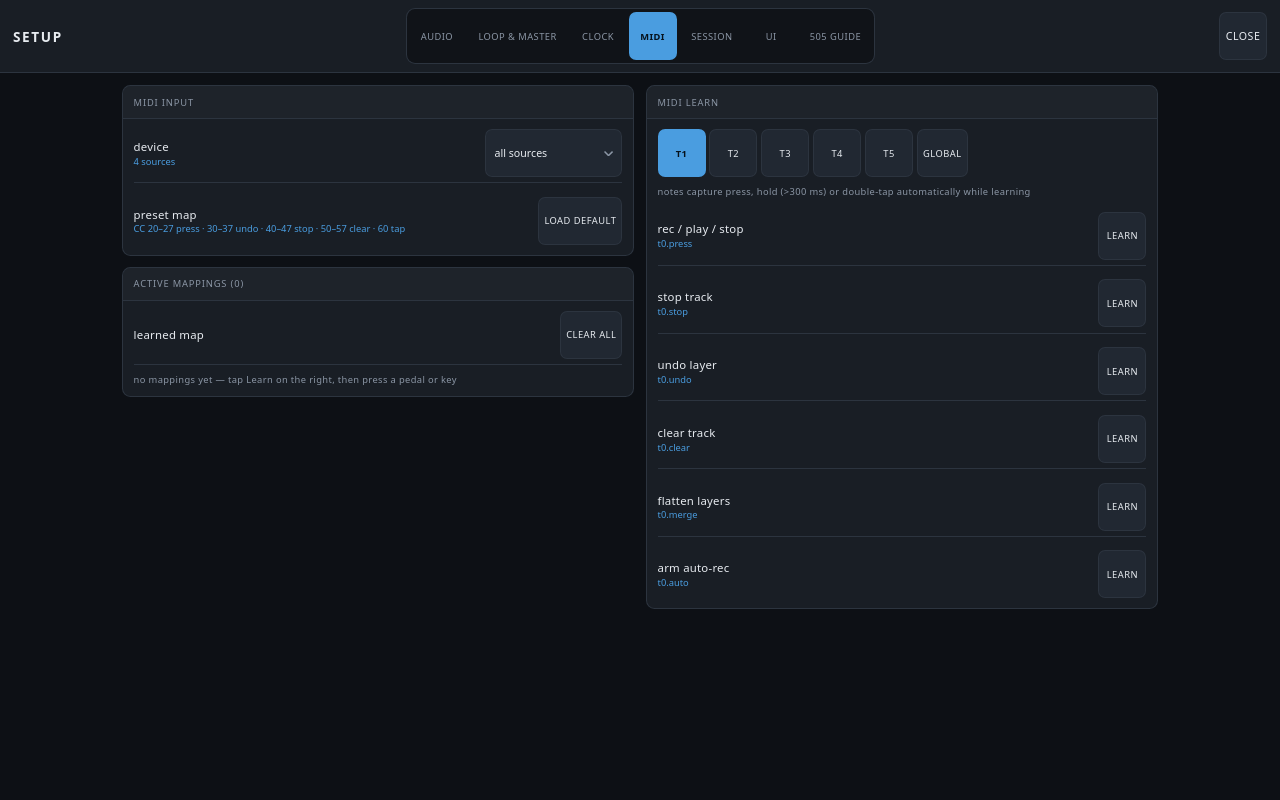 SETUP
AUDIO
LOOP & MASTER
CLOCK
MIDI
SESSION
UI
505 GUIDE
CLOSE
MIDI INPUT
device
4 sources
all sources
preset map
CC 20–27 press · 30–37 undo · 40–47 stop · 50–57 clear · 60 tap
LOAD DEFAULT
ACTIVE MAPPINGS (0)
learned map
CLEAR ALL
no mappings yet — tap Learn on the right, then press a pedal or key
MIDI LEARN
T1
T2
T3
T4
T5
GLOBAL
notes capture press, hold (>300 ms) or double-tap automatically while learning
rec / play / stop
t0.press
LEARN
stop track
t0.stop
LEARN
undo layer
t0.undo
LEARN
clear track
t0.clear
LEARN
flatten layers
t0.merge
LEARN
arm auto-rec
t0.auto
LEARN